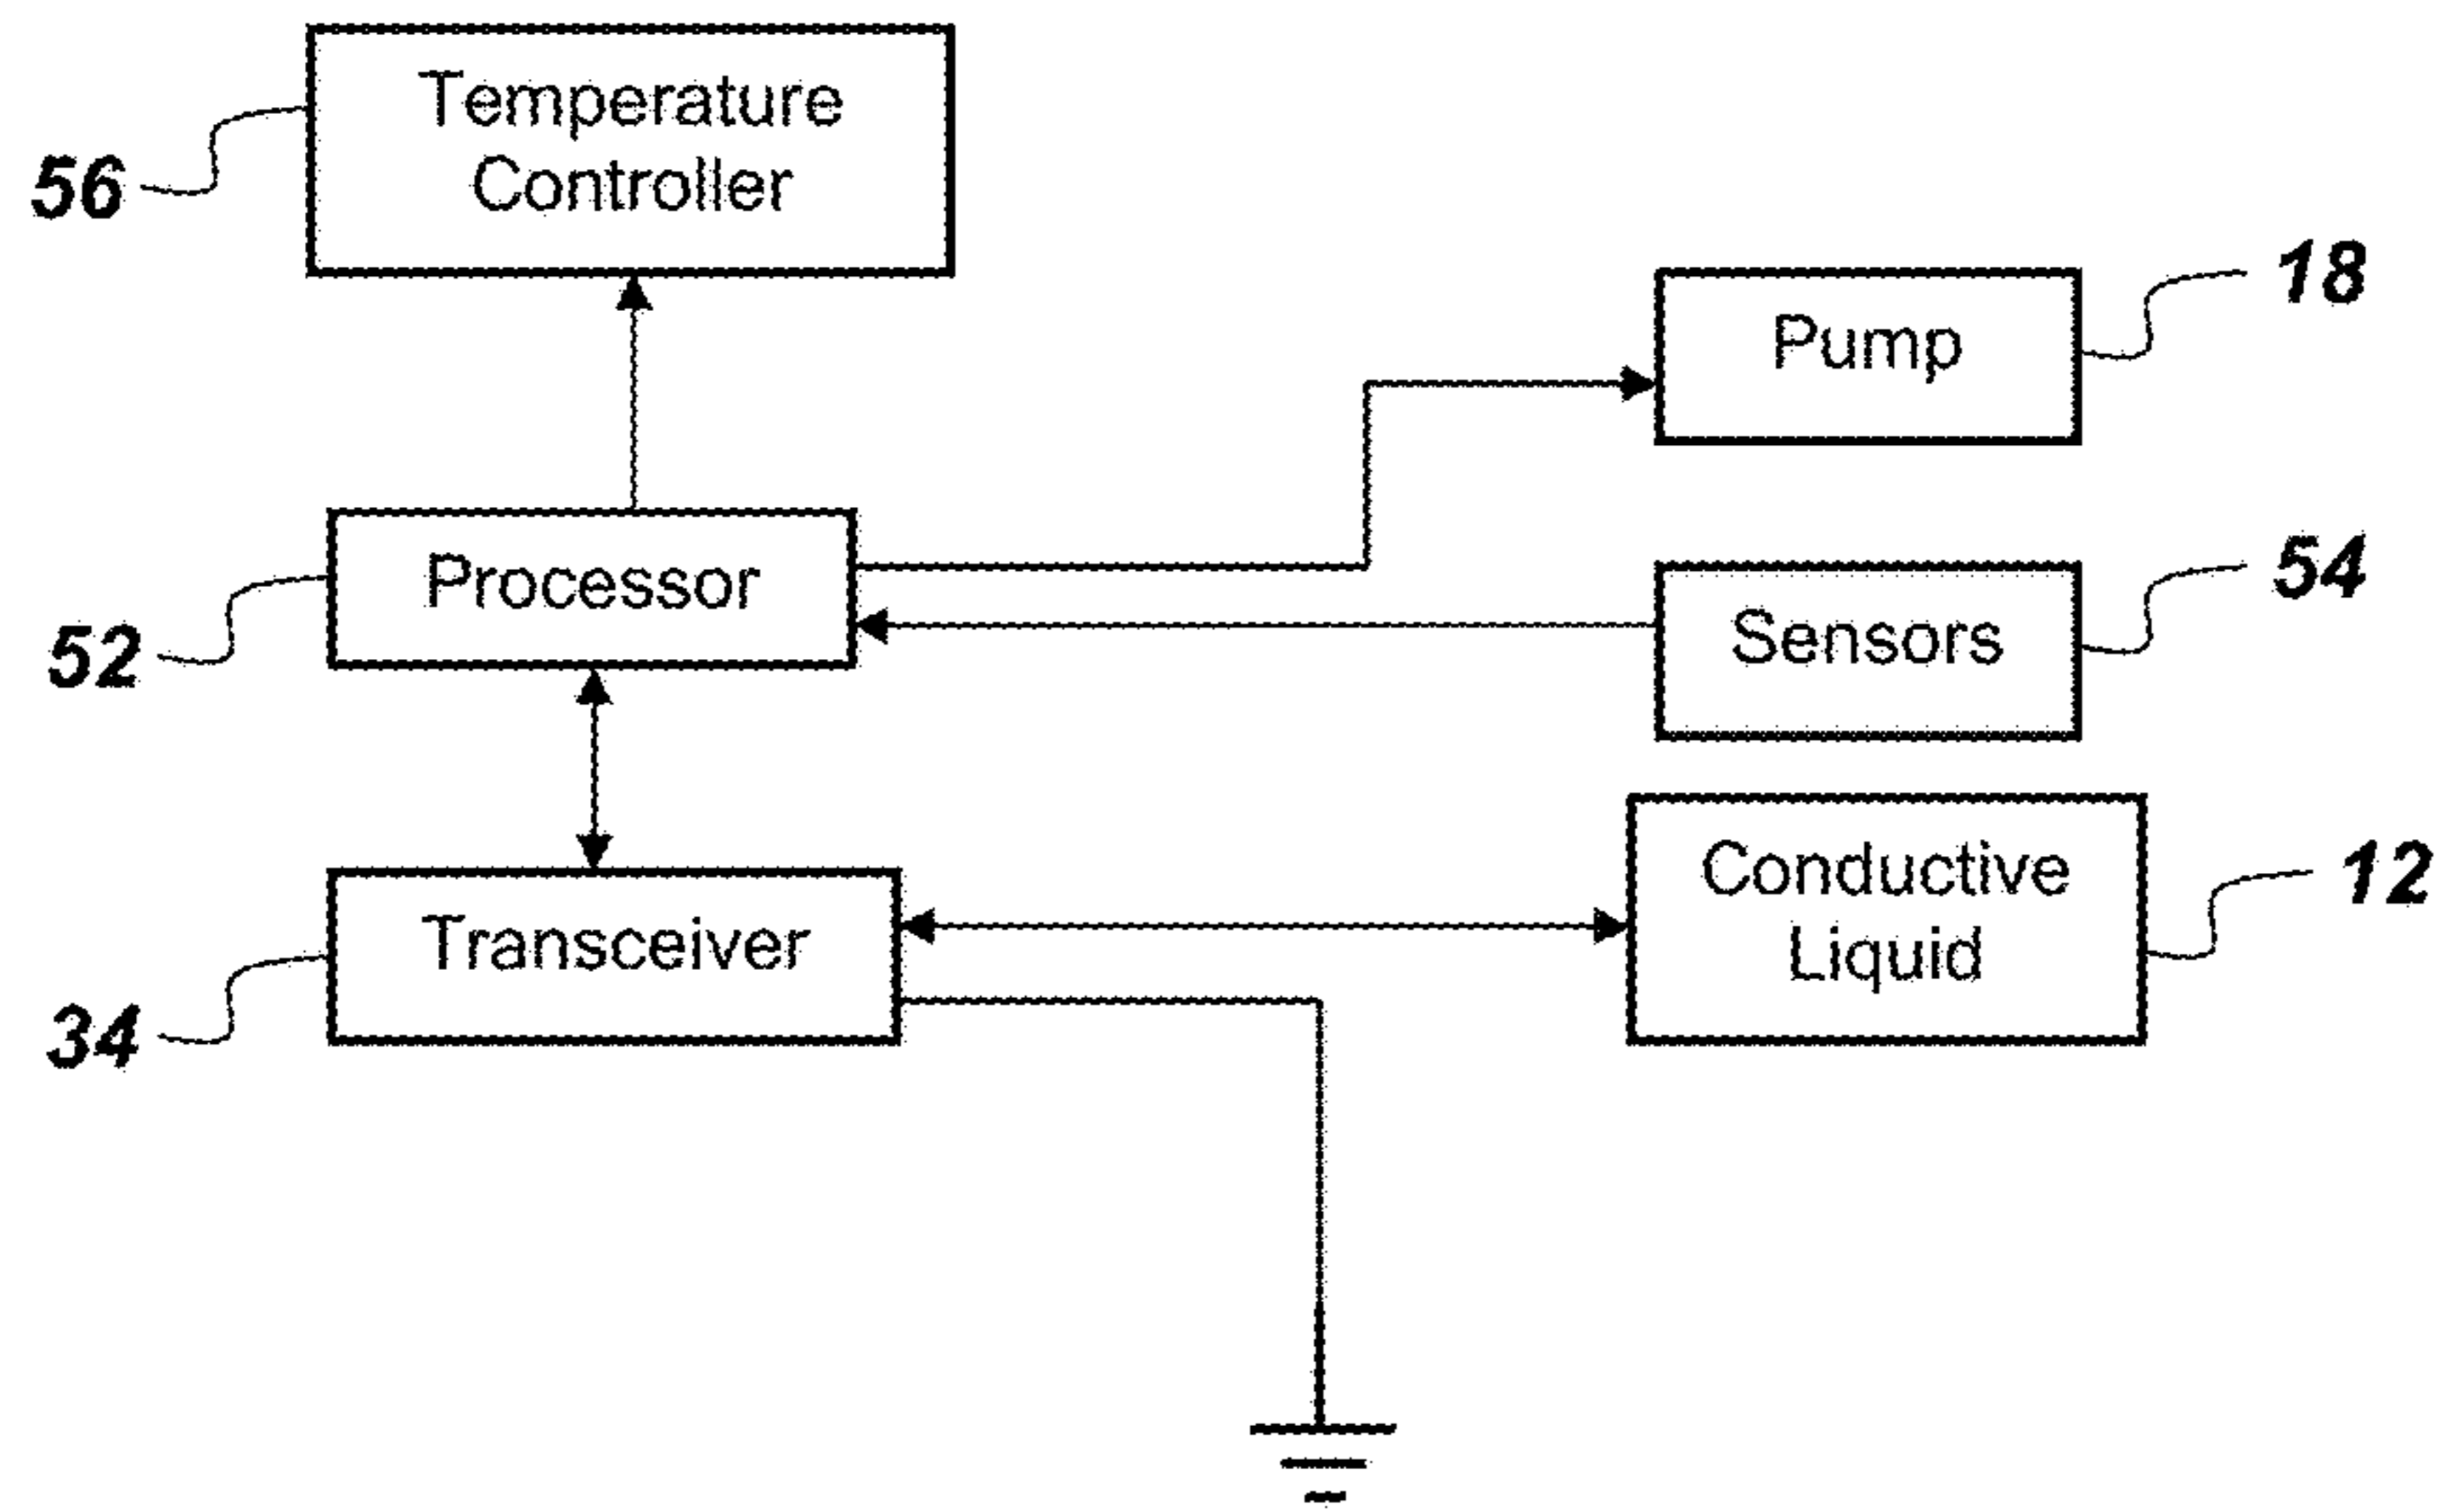 Temperature
Controller
56
Pump
18
Processor
52
Sensors
54
Transceiver
34
Conductive
Liquid
12